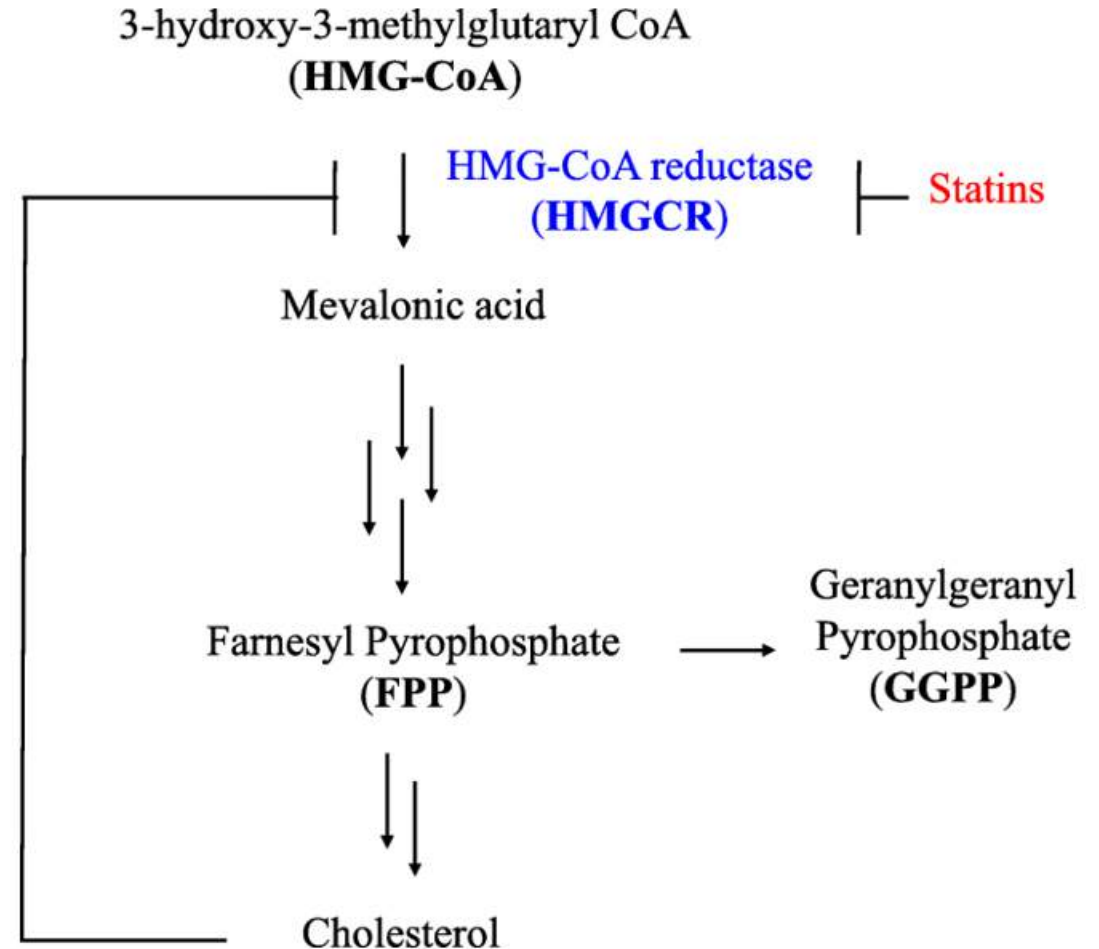 3-hydroxy-3-methylglutaryl CoA
(HMG-CoA)
HMG-CoA reductase
(HMGCR)
Statins
Mevalonic acid
Farnesyl Pyrophosphate
(FPP)
Geranylgeranyl
Pyrophosphate
(GGPP)
Cholesterol